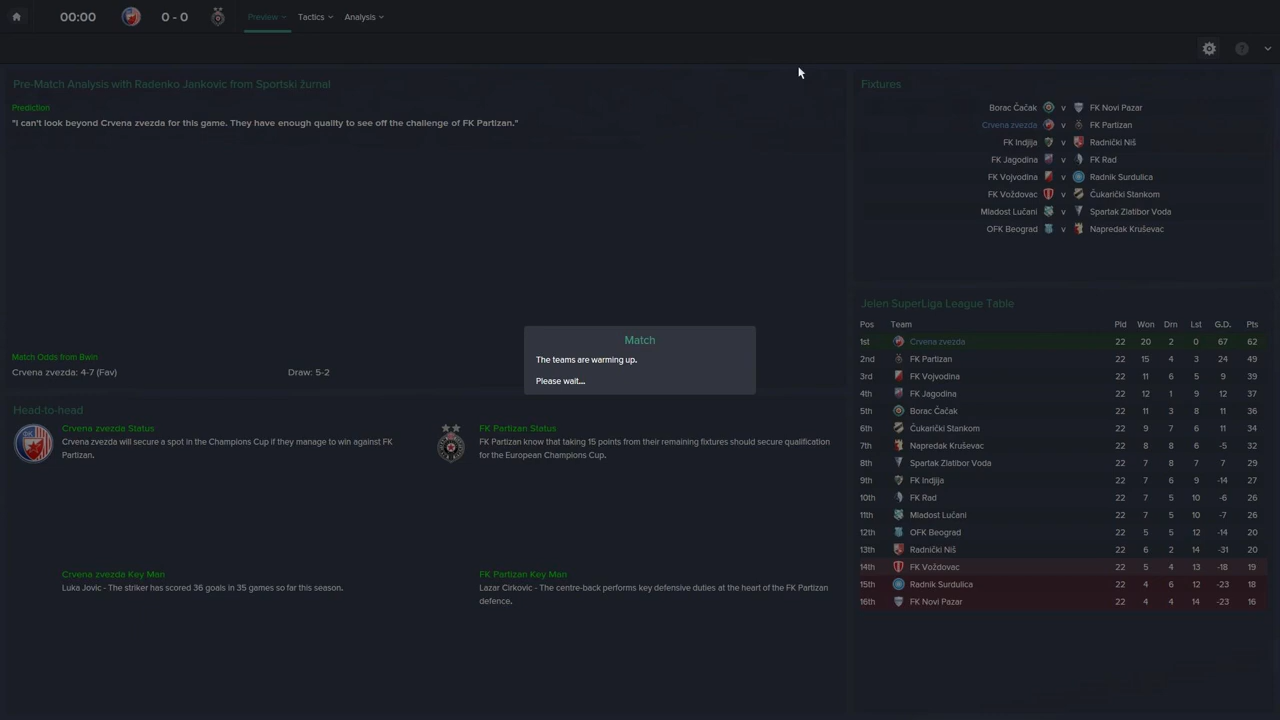 00:00 0 - 0 Preview Tactics Analysis
Pre-Match Analysis with Radenko Jankovic from Sportski žurnal
Prediction
"I can't look beyond Crvena zvezda for this game. They have enough quality to see off the challenge of FK Partizan."
Match Odds from Bwin
Crvena zvezda: 4-7 (Fav) Draw: 5-2
Match
The teams are warming up.
Please wait...
Head-to-head
Crvena zvezda Status
Crvena zvezda will secure a spot in the Champions Cup if they manage to win against FK
Partizan.
FK Partizan Status
FK Partizan know that taking 15 points from their remaining fixtures should secure qualification
for the European Champions Cup.
Crvena zvezda Key Man
Luka Jovic - The striker has scored 36 goals in 35 games so far this season.
FK Partizan Key Man
Lazar Cirkovic - The centre-back performs key defensive duties at the heart of the FK Partizan
defence.
Fixtures
Borac Čačak v FK Novi Pazar
Crvena zvezda v FK Partizan
FK Indjija v Radnički Niš
FK Jagodina v FK Rad
FK Vojvodina v Radnik Surdulica
FK Voždovac v Čukarički Stankom
Mladost Lučani v Spartak Zlatibor Voda
OFK Beograd v Napredak Kruševac
Jelen SuperLiga League Table
Pos Team Pld Won Drn Lst G.D. Pts
1st Crvena zvezda 22 20 2 0 67 62
2nd FK Partizan 22 15 4 3 24 49
3rd FK Vojvodina 22 11 6 5 9 39
4th FK Jagodina 22 12 1 9 12 37
5th Borac Čačak 22 11 3 8 11 36
6th Čukarički Stankom 22 9 7 6 11 34
7th Napredak Kruševac 22 8 8 6 -5 32
8th Spartak Zlatibor Voda 22 7 8 7 7 29
9th FK Indjija 22 7 6 9 -14 27
10th FK Rad 22 7 5 10 -6 26
11th Mladost Lučani 22 7 5 10 -7 26
12th OFK Beograd 22 5 5 12 -14 20
13th Radnički Niš 22 6 2 14 -31 20
14th FK Voždovac 22 5 4 13 -18 19
15th Radnik Surdulica 22 4 6 12 -23 18
16th FK Novi Pazar 22 4 4 14 -23 16